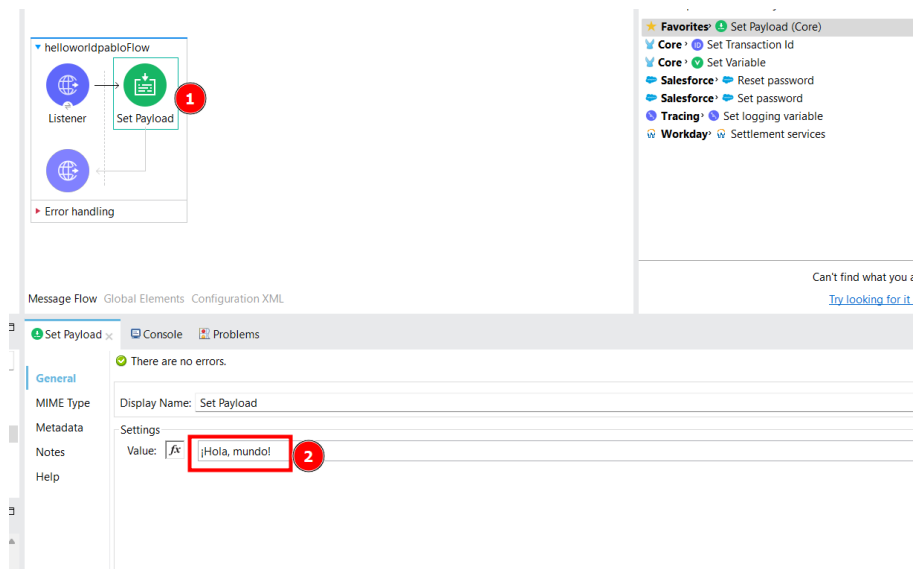 helloworldpabloFlow
Listener
Set Payload
1
Error handling
Message Flow Global Elements Configuration XML
Favorites› Set Payload (Core)
Core › Set Transaction Id
Core › Set Variable
Salesforce› Reset password
Salesforce› Set password
Tracing › Set logging variable
Workday› Settlement services
Can't find what you a
Try looking for it
Set Payload Console Problems
There are no errors.
General
MIME Type
Metadata
Notes
Help
Display Name: Set Payload
Settings
Value: fx ¡Hola, mundo!
2